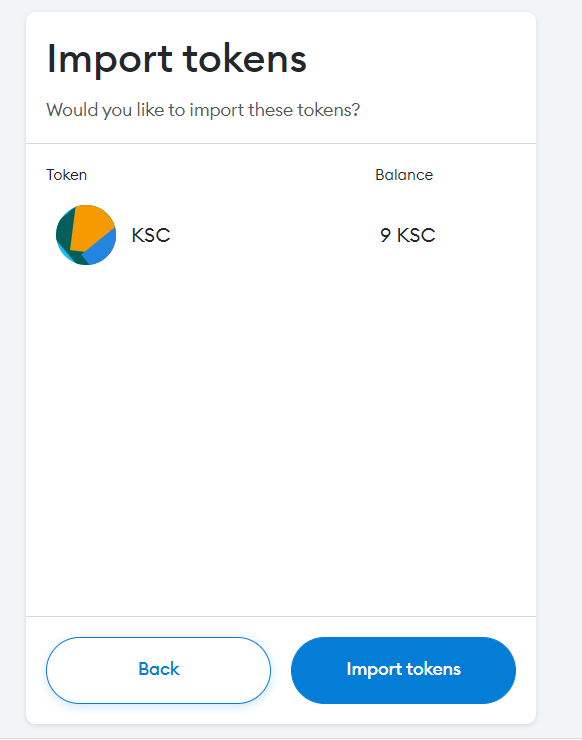 Import tokens
Would you like to import these tokens?
Token Balance
KSC 9 KSC
Back Import tokens